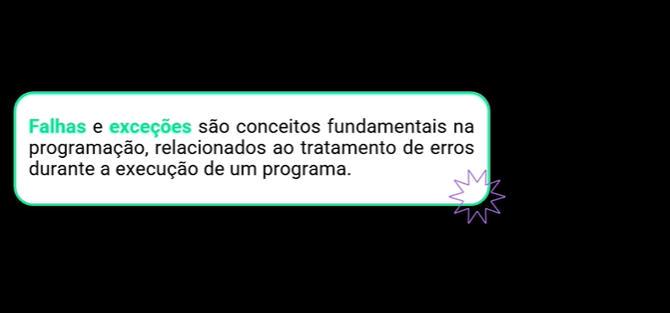 Falhas e exceções são conceitos fundamentais na
programação, relacionados ao tratamento de erros
durante a execução de um programa.